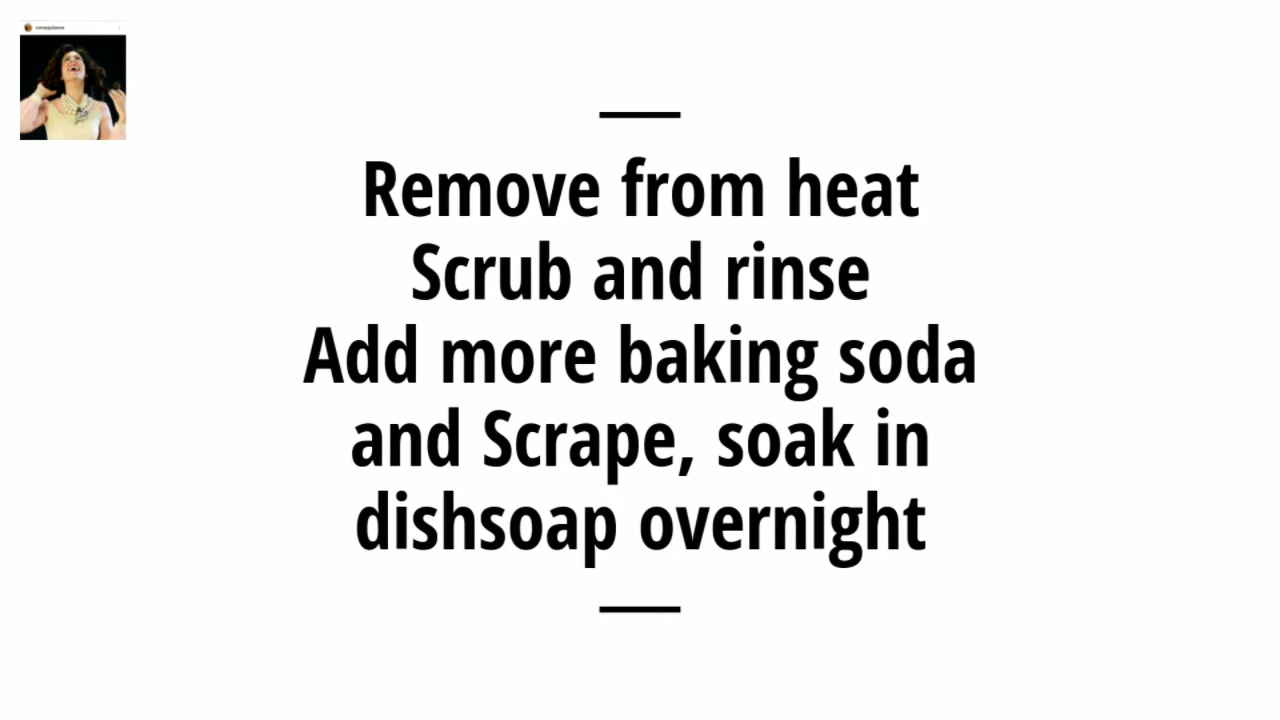 Remove from heat
Scrub and rinse
Add more baking soda
and Scrape, soak in
dishsoap overnight